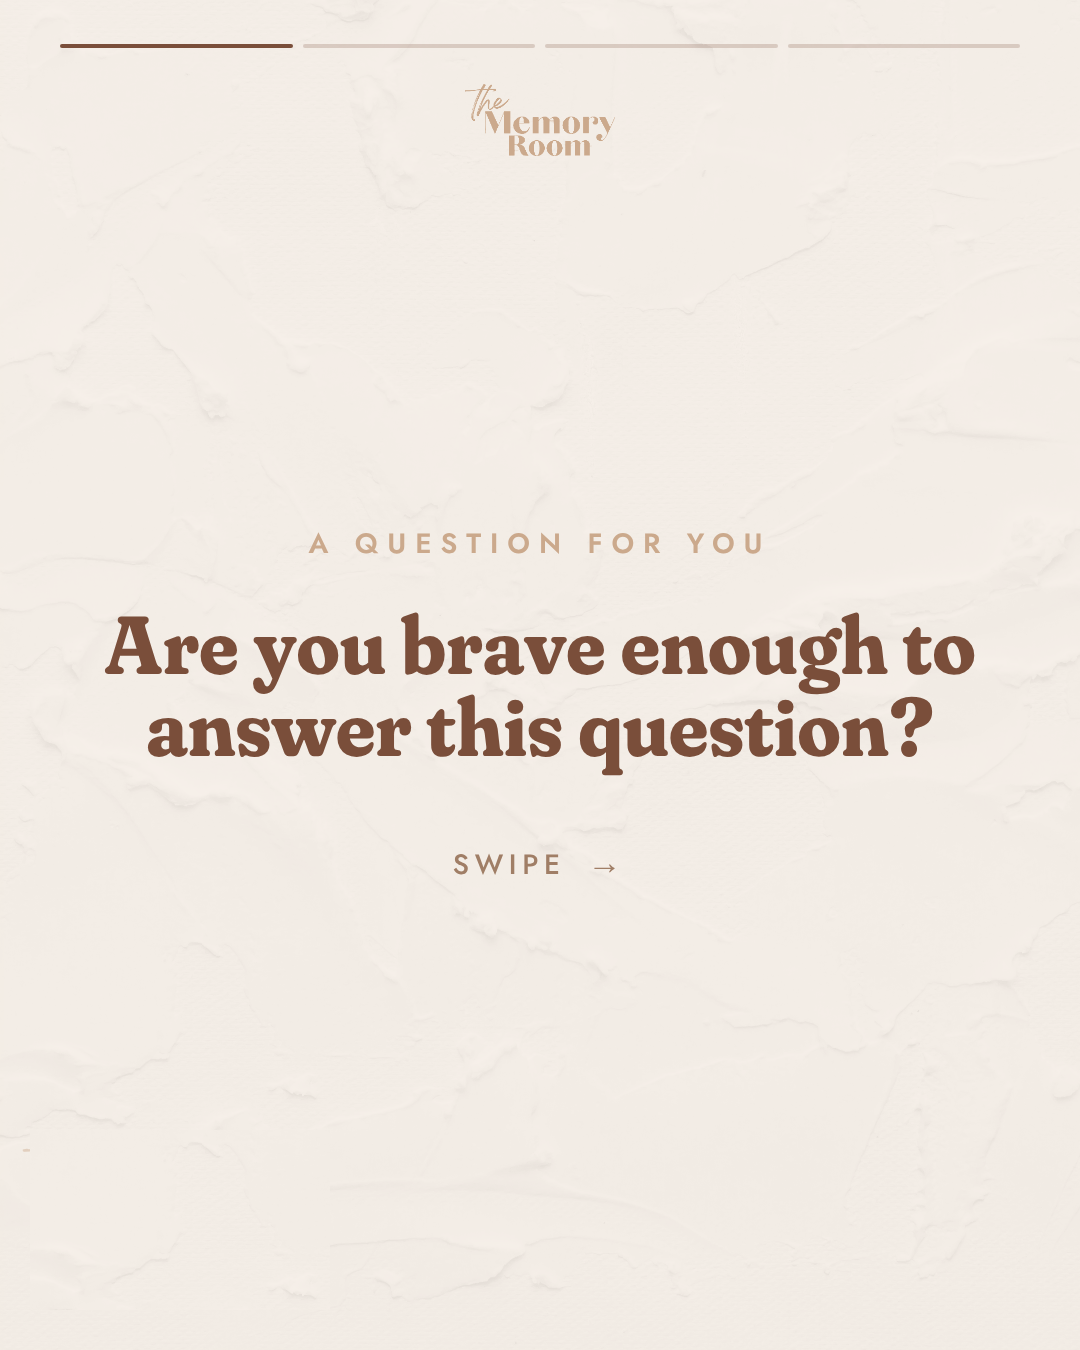 the
Memory
Room
A QUESTION FOR YOU
Are you brave enough to
answer this question?
SWIPE →